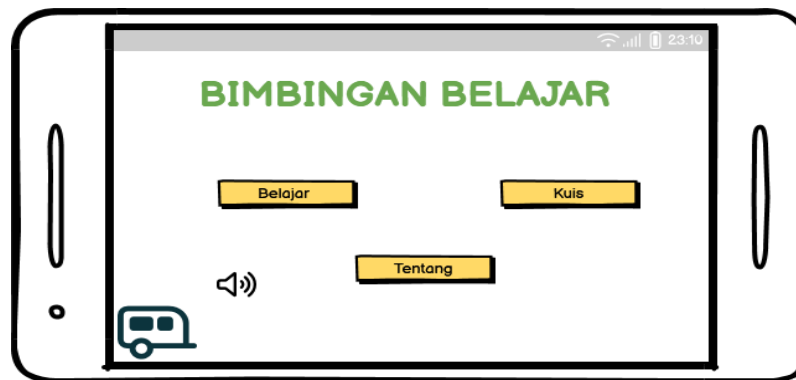 23:10
BIMBINGAN BELAJAR
Belajar
Kuis
Tentang